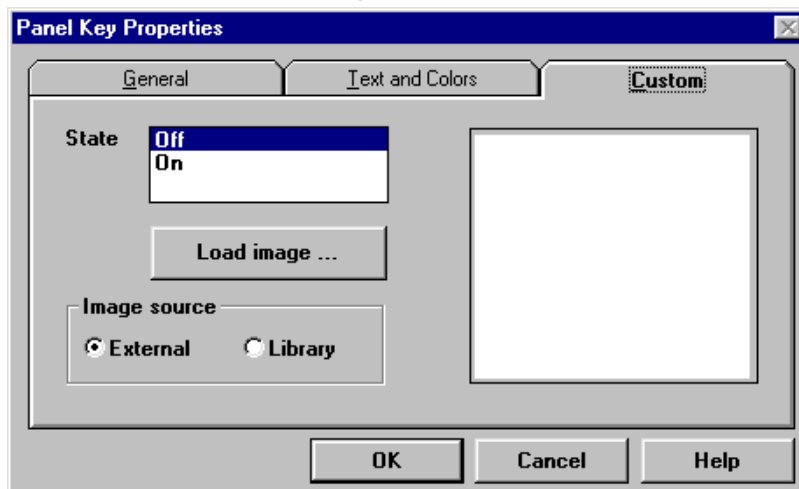 Panel Key Properties
General Text and Colors Custom
State Off
On
Load image ...
Image source
External Library
OK Cancel Help